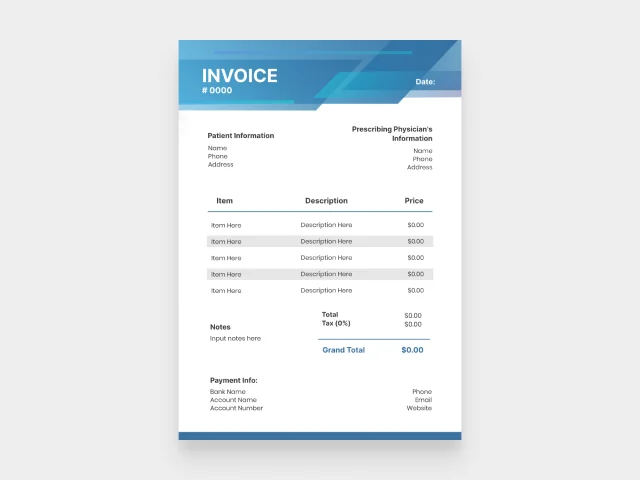 INVOICE
# 0000
Date:
Patient Information
Name
Phone
Address
Prescribing Physician's
Information
Name
Phone
Address
Item Description Price
Item Here Description Here $0.00
Item Here Description Here $0.00
Item Here Description Here $0.00
Item Here Description Here $0.00
Item Here Description Here $0.00
Total $0.00
Tax (0%) $0.00
Grand Total $0.00
Notes
Input notes here
Payment Info:
Bank Name
Account Name
Account Number
Phone
Email
Website